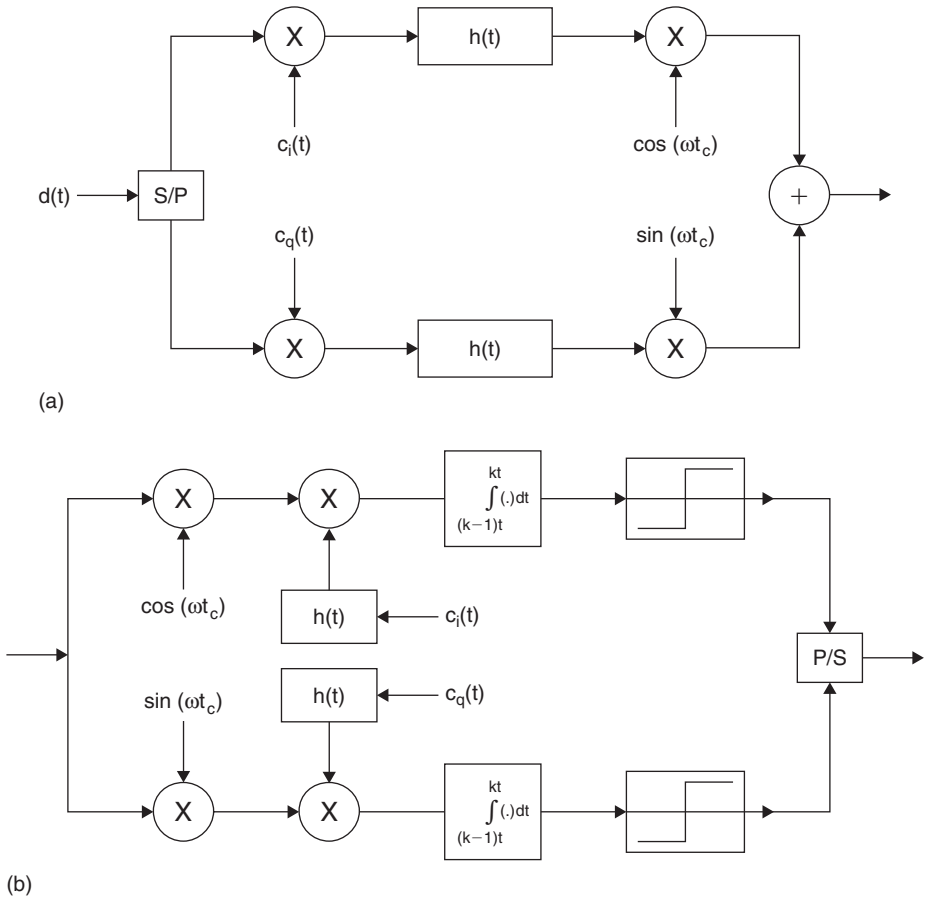 X
h(t)
X
c_i(t)
cos (ωt_c)
d(t)
S/P
+
c_q(t)
sin (ωt_c)
X
h(t)
X
(a)
X
X
kt
∫(.)dt
(k−1)t
cos (ωt_c)
h(t)
c_i(t)
P/S
sin (ωt_c)
h(t)
c_q(t)
X
X
kt
∫(.)dt
(k−1)t
(b)